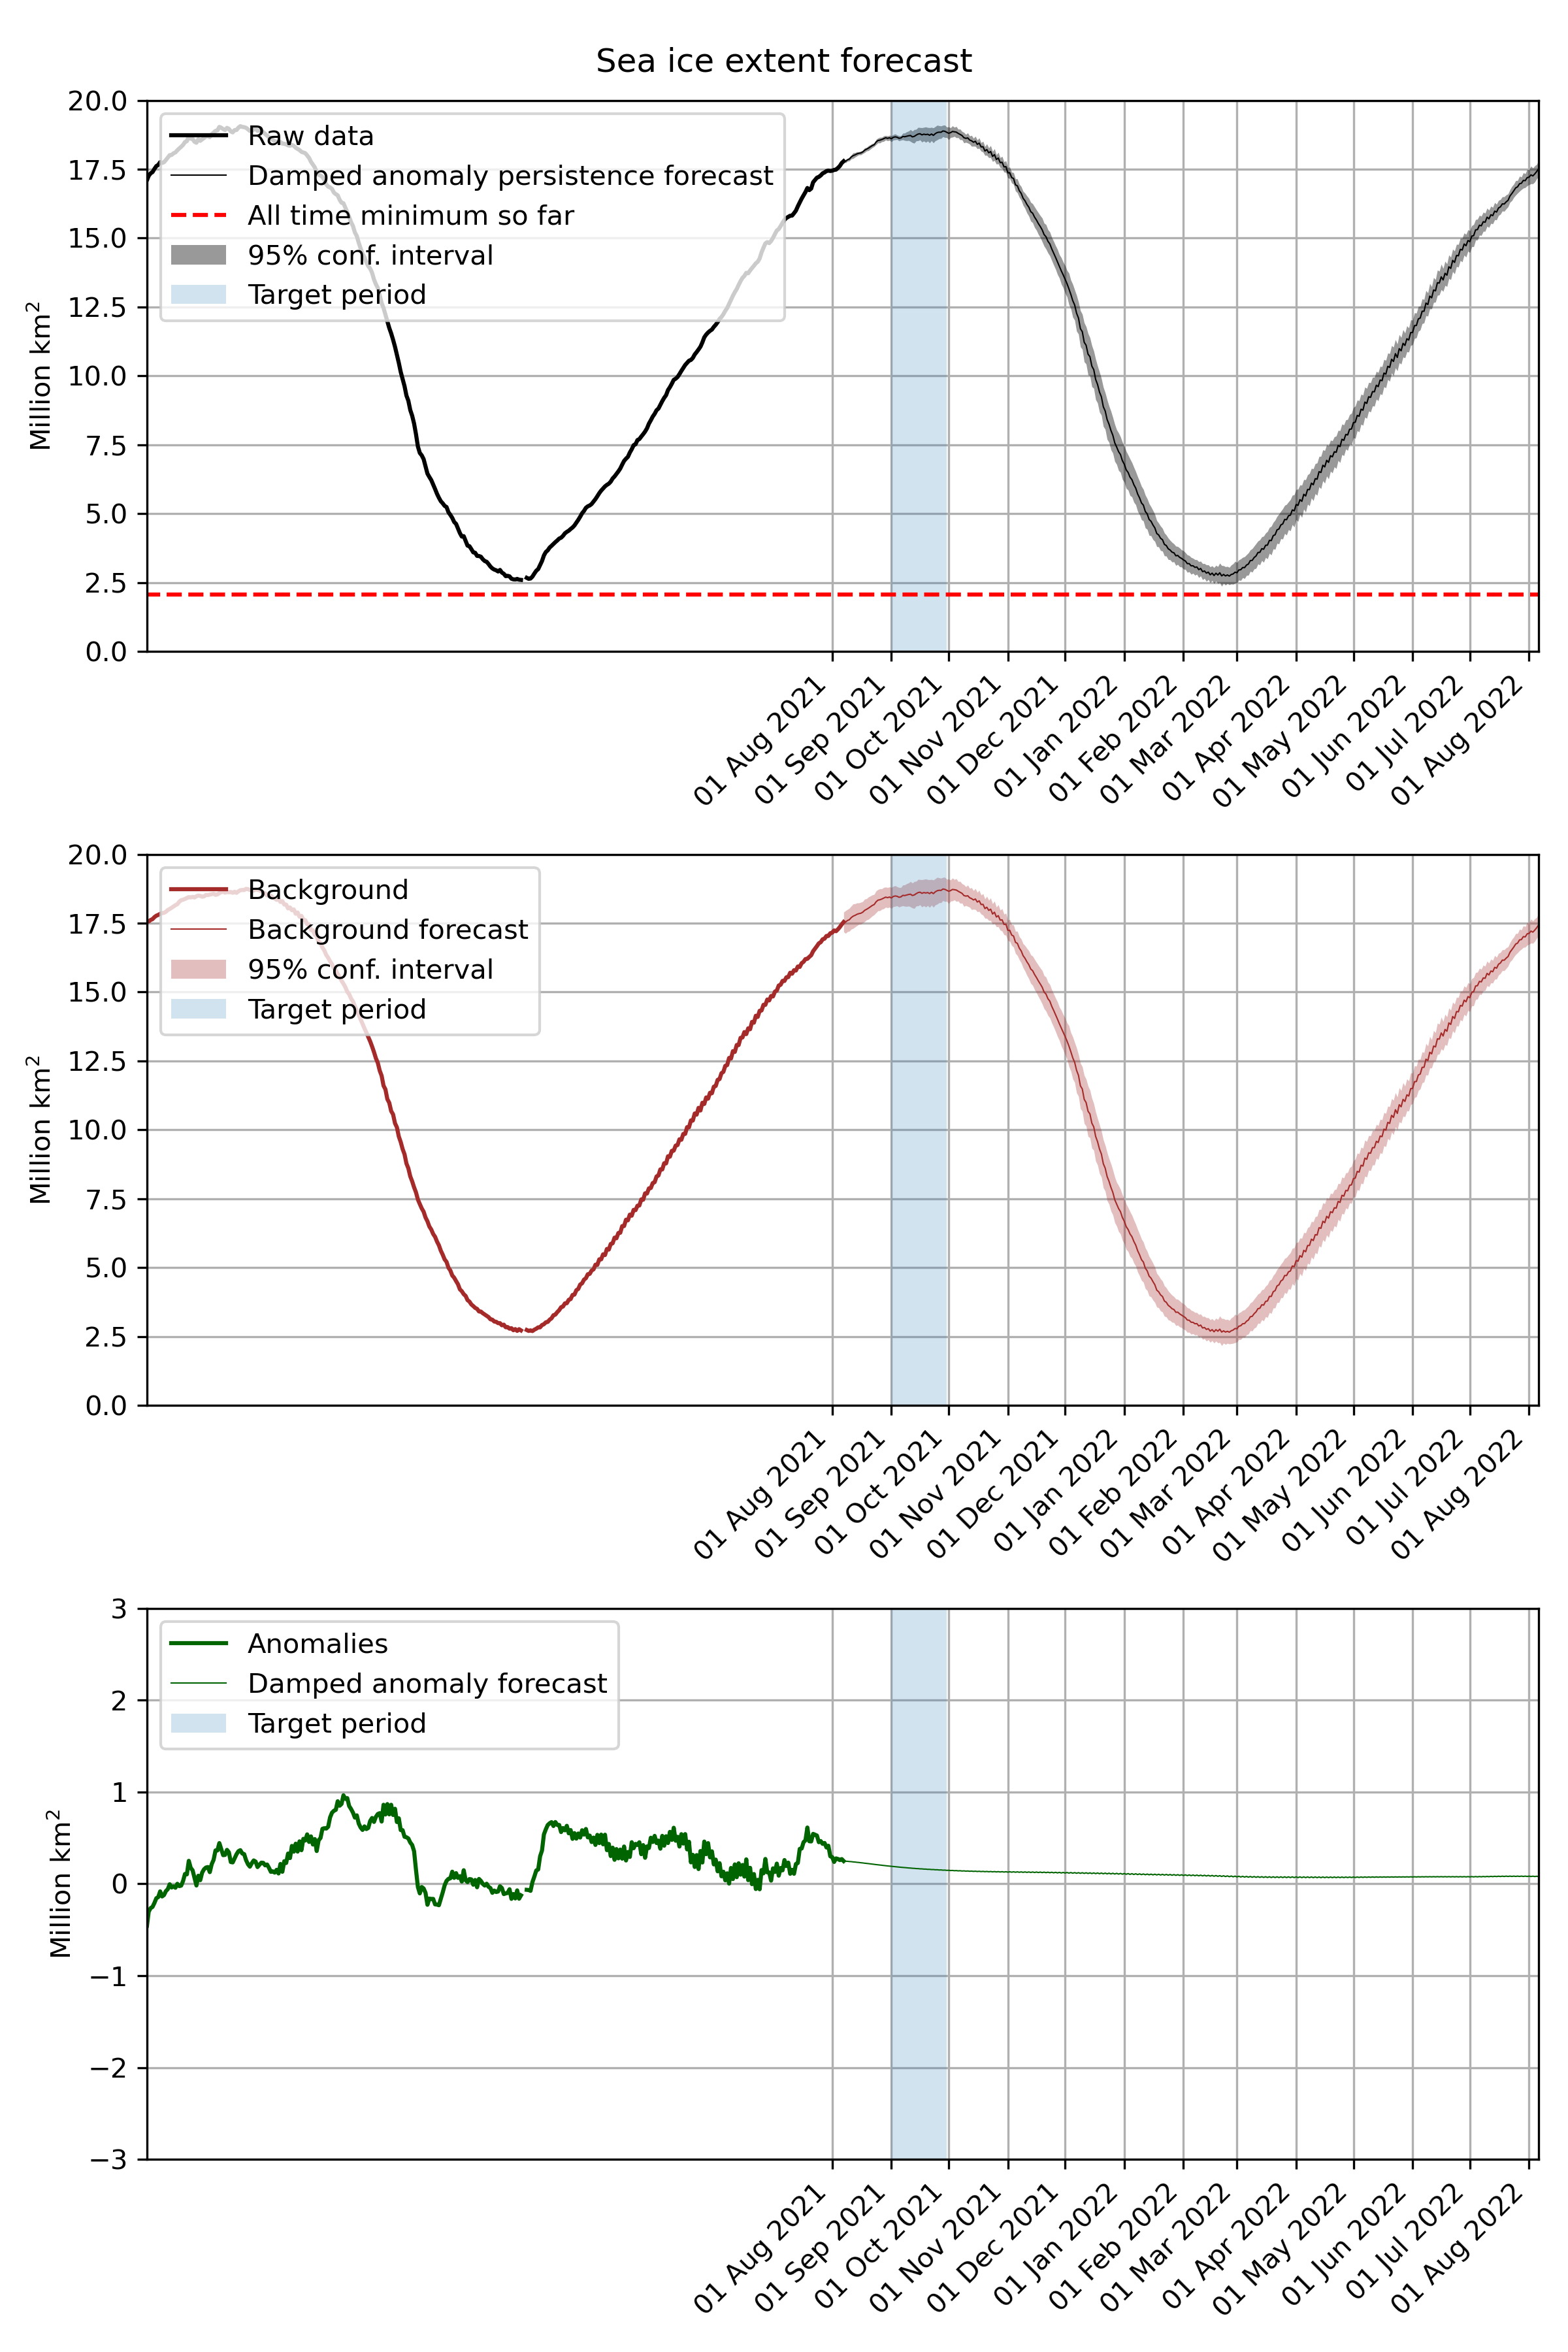 Sea ice extent forecast
20.0
17.5
15.0
12.5
10.0
7.5
5.0
2.5
0.0
Million km²
Raw data
Damped anomaly persistence forecast
All time minimum so far
95% conf. interval
Target period
01 Aug 2021
01 Sep 2021
01 Oct 2021
01 Nov 2021
01 Dec 2021
01 Jan 2022
01 Feb 2022
01 Mar 2022
01 Apr 2022
01 May 2022
01 Jun 2022
01 Jul 2022
01 Aug 2022
20.0
17.5
15.0
12.5
10.0
7.5
5.0
2.5
0.0
Million km²
Background
Background forecast
95% conf. interval
Target period
01 Aug 2021
01 Sep 2021
01 Oct 2021
01 Nov 2021
01 Dec 2021
01 Jan 2022
01 Feb 2022
01 Mar 2022
01 Apr 2022
01 May 2022
01 Jun 2022
01 Jul 2022
01 Aug 2022
3
2
1
0
−1
−2
−3
Million km²
Anomalies
Damped anomaly forecast
Target period
01 Aug 2021
01 Sep 2021
01 Oct 2021
01 Nov 2021
01 Dec 2021
01 Jan 2022
01 Feb 2022
01 Mar 2022
01 Apr 2022
01 May 2022
01 Jun 2022
01 Jul 2022
01 Aug 2022